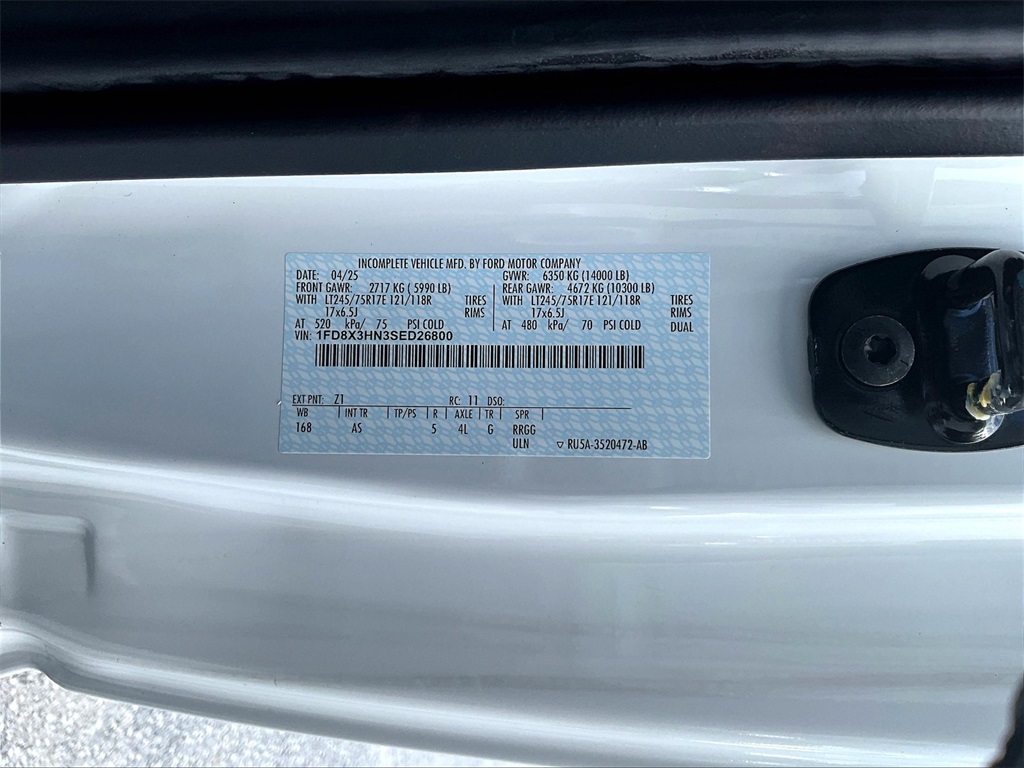 INCOMPLETE VEHICLE MFD. BY FORD MOTOR COMPANY
DATE: 04/25 GVWR: 6350 KG (14000 LB)
FRONT GAWR: 2717 KG ( 5990 LB) REAR GAWR: 4672 KG (10300 LB)
WITH LT245/75R17E 121/118R TIRES WITH LT245/75R17E 121/118R TIRES
17x6.5J RIMS 17x6.5J RIMS
AT 520 kPa/ 75 PSI COLD AT 480 kPa/ 70 PSI COLD DUAL
VIN: 1FD8X3HN3SED26800
EXT PNT: Z1 RC: 11 DSO:
WB INT TR TP/PS R AXLE TR SPR
168 AS 5 4L G RRGG
ULN ▽ RU5A-3520472-AB